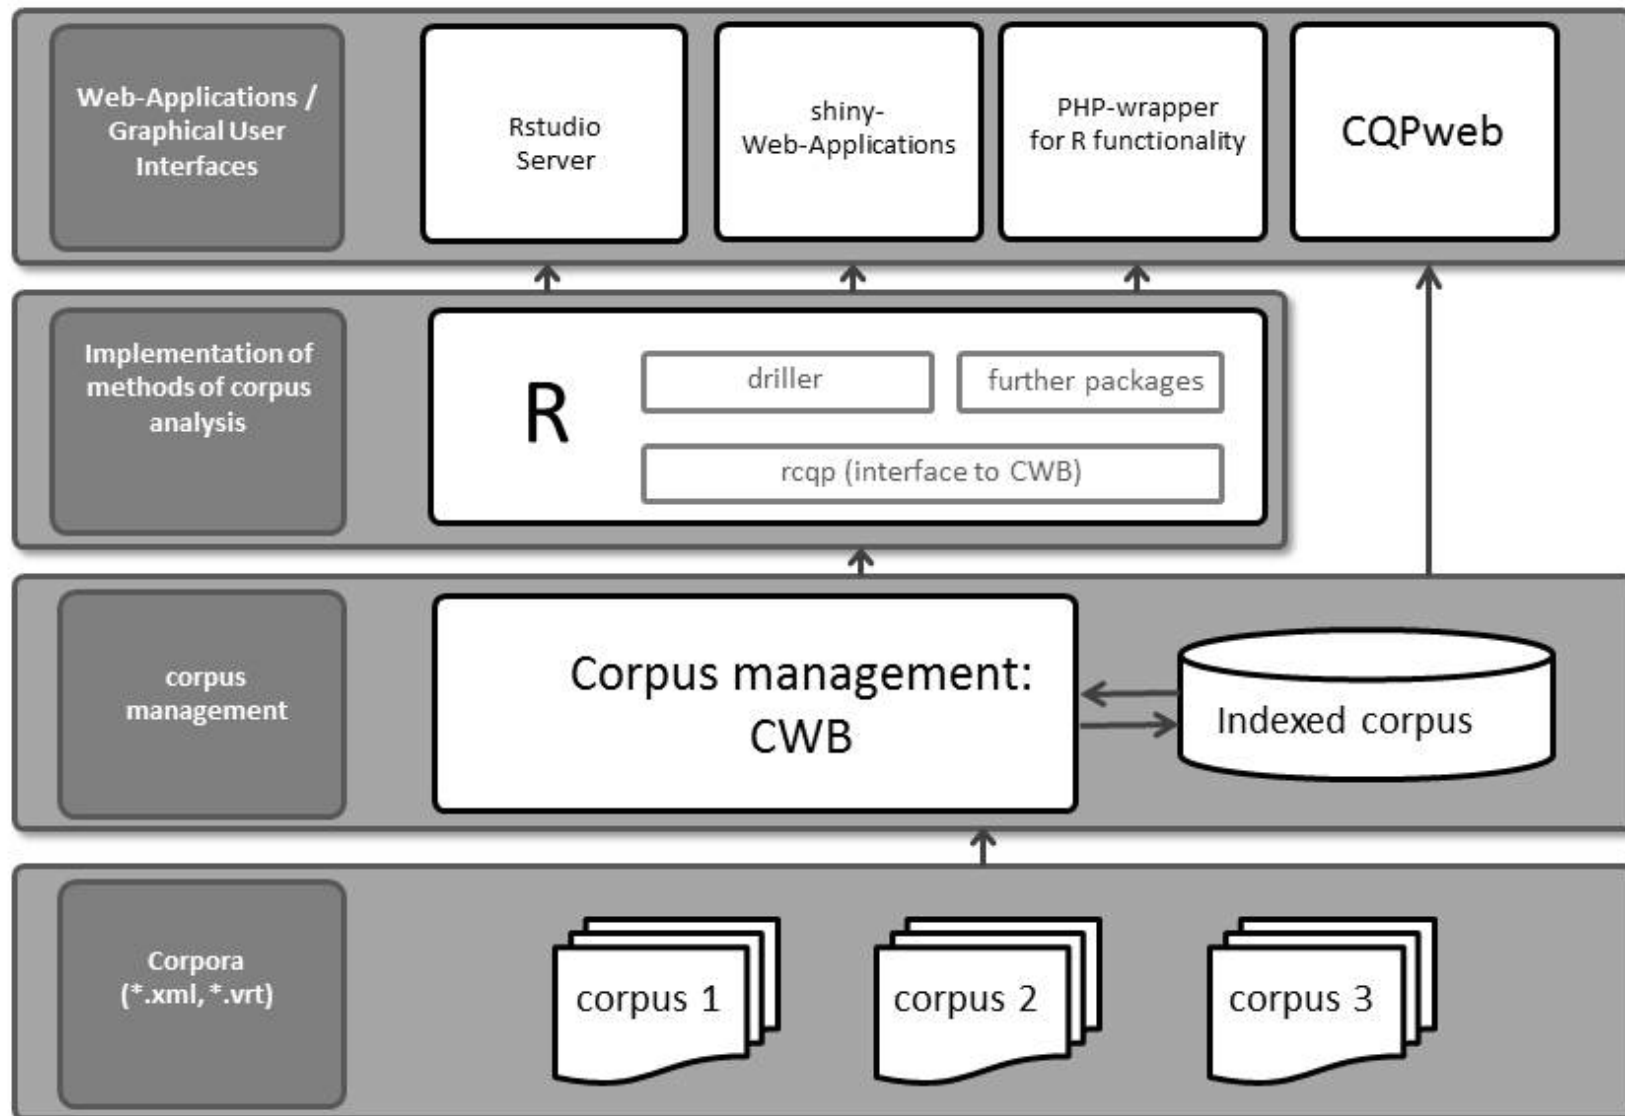 Web-Applications /
Graphical User
Interfaces
Rstudio
Server
shiny-
Web-Applications
PHP-wrapper
for R functionality
CQPweb
Implementation of
methods of corpus
analysis
R
driller
further packages
rcqp (interface to CWB)
corpus
management
Corpus management:
CWB
Indexed corpus
Corpora
(*.xml, *.vrt)
corpus 1
corpus 2
corpus 3